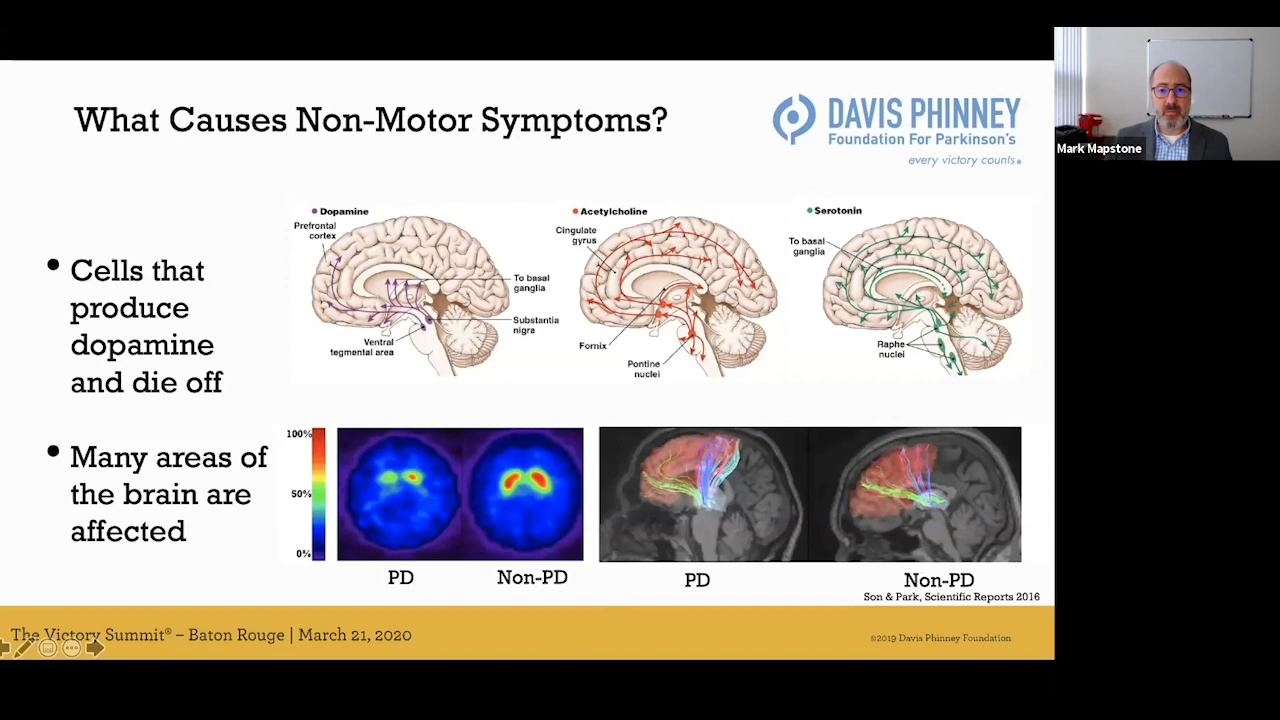 What Causes Non-Motor Symptoms?
DAVIS PHINNEY
Foundation For Parkinson's
every victory counts.
Mark Mapstone
• Cells that
produce
dopamine
and die off
• Many areas of
the brain are
affected
Dopamine
Prefrontal
cortex
To basal
ganglia
Substantia
nigra
Ventral
tegmental area
Acetylcholine
Cingulate
gyrus
Fornix
Pontine
nuclei
Serotonin
To basal
ganglia
Raphe
nuclei
100%
50%
0%
PD
Non-PD
PD
Non-PD
Son & Park, Scientific Reports 2016
The Victory Summit® – Baton Rouge | March 21, 2020
©2019 Davis Phinney Foundation